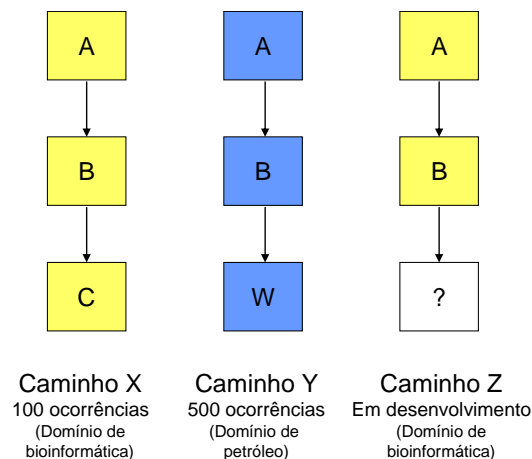 A
A
A
B
B
B
C
W
?
Caminho X
100 ocorrências
(Domínio de
bioinformática)
Caminho Y
500 ocorrências
(Domínio de
petróleo)
Caminho Z
Em desenvolvimento
(Domínio de
bioinformática)